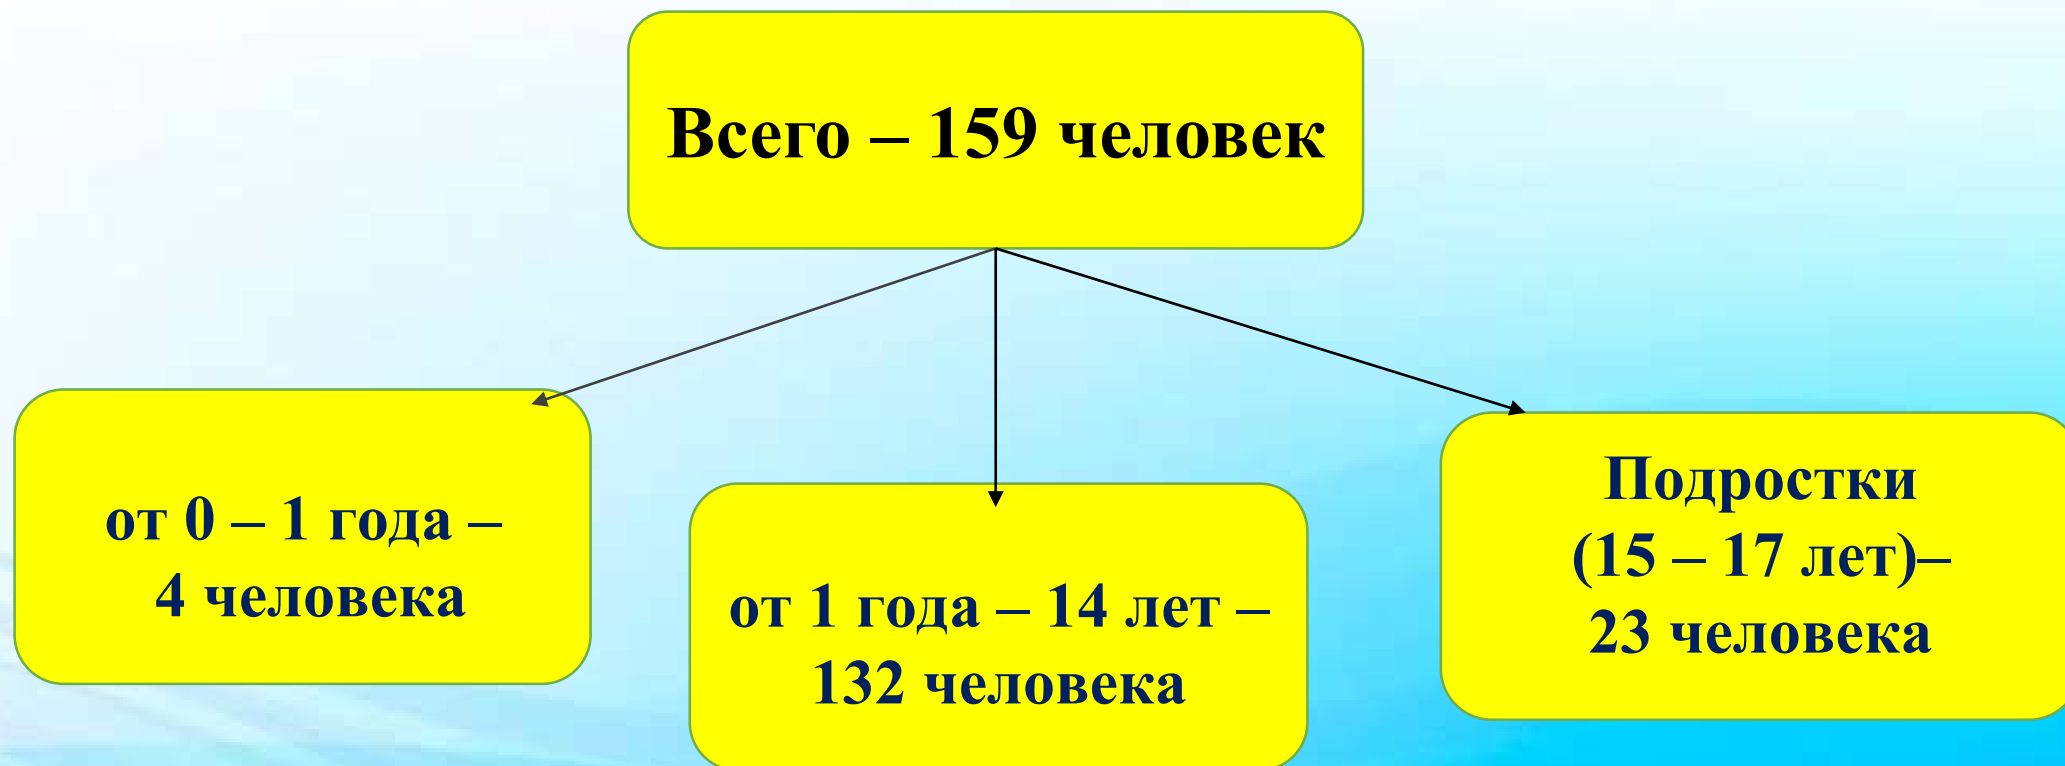 Всего – 159 человек
от 0 – 1 года –
4 человека
от 1 года – 14 лет –
132 человека
Подростки
(15 – 17 лет)–
23 человека